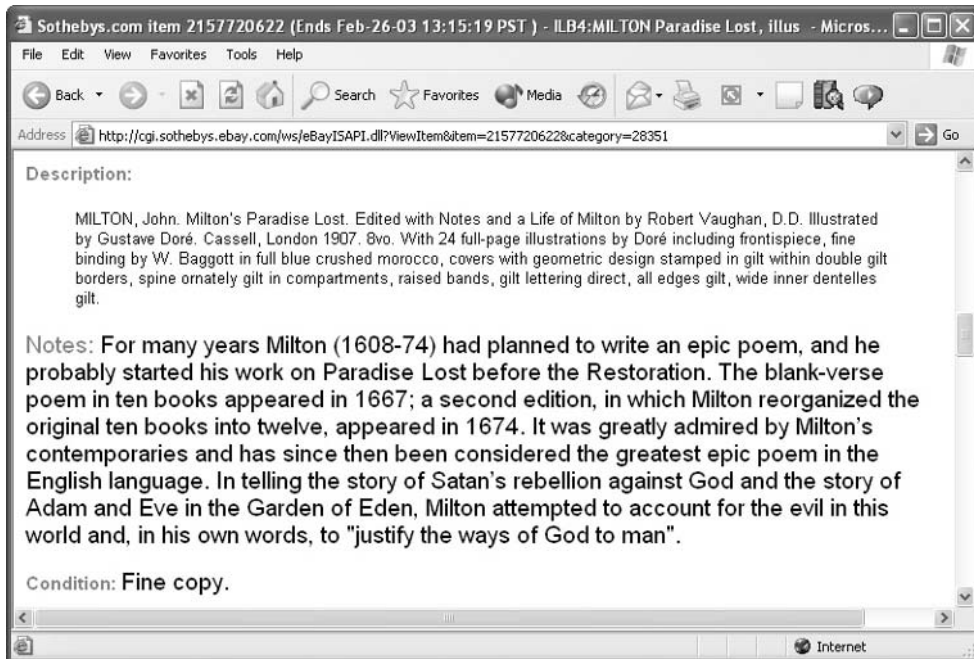 Sothebys.com item 2157720622 (Ends Feb-26-03 13:15:19 PST ) - ILB4:MILTON Paradise Lost, illus - Micros...
File Edit View Favorites Tools Help
Back Search Favorites Media
Address http://cgi.sothebys.ebay.com/ws/eBayISAPI.dll?ViewItem&item=2157720622&category=28351 Go
Description:
MILTON, John. Milton's Paradise Lost. Edited with Notes and a Life of Milton by Robert Vaughan, D.D. Illustrated
by Gustave Doré. Cassell, London 1907. 8vo. With 24 full-page illustrations by Doré including frontispiece, fine
binding by W. Baggott in full blue crushed morocco, covers with geometric design stamped in gilt within double gilt
borders, spine ornately gilt in compartments, raised bands, gilt lettering direct, all edges gilt, wide inner dentelles
gilt.
Notes: For many years Milton (1608-74) had planned to write an epic poem, and he
probably started his work on Paradise Lost before the Restoration. The blank-verse
poem in ten books appeared in 1667; a second edition, in which Milton reorganized the
original ten books into twelve, appeared in 1674. It was greatly admired by Milton's
contemporaries and has since then been considered the greatest epic poem in the
English language. In telling the story of Satan's rebellion against God and the story of
Adam and Eve in the Garden of Eden, Milton attempted to account for the evil in this
world and, in his own words, to "justify the ways of God to man".
Condition: Fine copy.
Internet